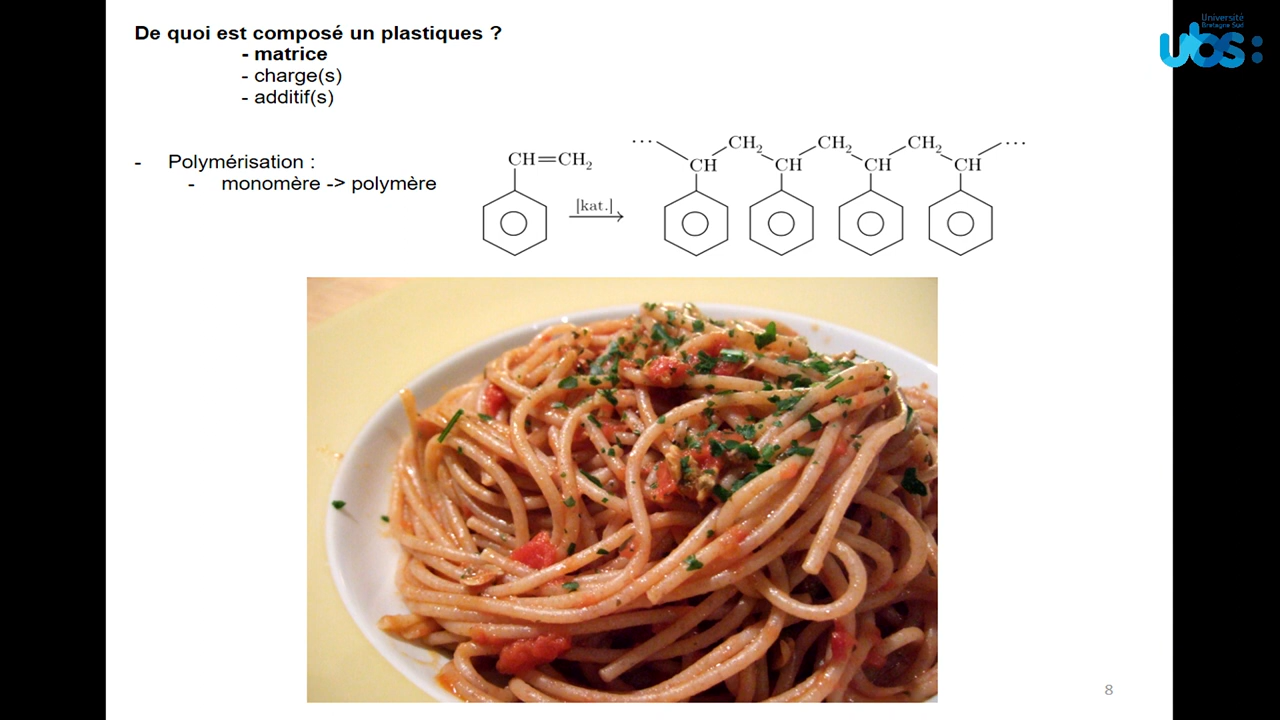 De quoi est composé un plastiques ?
- matrice
- charge(s)
- additif(s)
Université
Bretagne Sud
ubs:
- Polymérisation :
- monomère -> polymère
CH=CH₂
[kat.]
··· CH₂ CH₂ CH₂ ···
CH CH CH CH
8